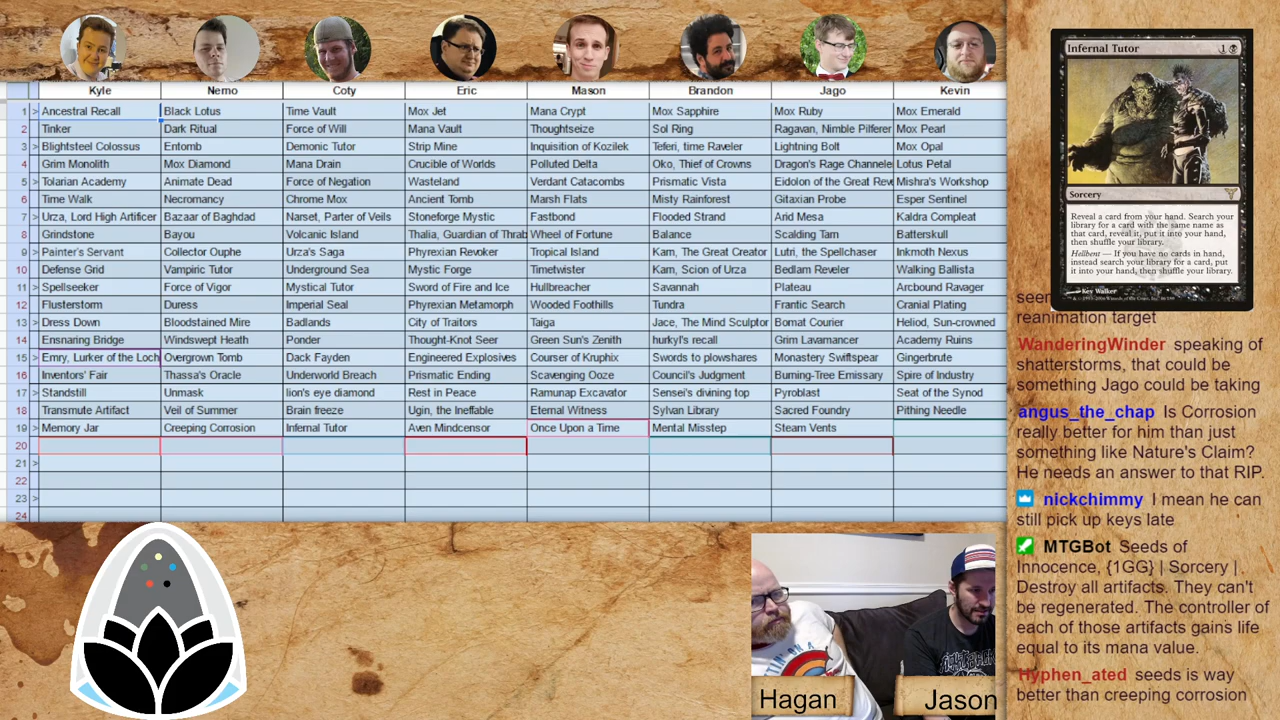 Kyle Nemo Coty Eric Mason Brandon Jago Kevin
1 > Ancestral Recall Black Lotus Time Vault Mox Jet Mana Crypt Mox Sapphire Mox Ruby Mox Emerald
2 Tinker Dark Ritual Force of Will Mana Vault Thoughtseize Sol Ring Ragavan, Nimble Pilferer Mox Pearl
3 > Blightsteel Colossus Entomb Demonic Tutor Strip Mine Inquisition of Kozilek Teferi, time Raveler Lightning Bolt Mox Opal
4 Grim Monolith Mox Diamond Mana Drain Crucible of Worlds Polluted Delta Oko, Thief of Crowns Dragon's Rage Channele Lotus Petal
5 > Tolarian Academy Animate Dead Force of Negation Wasteland Verdant Catacombs Prismatic Vista Eidolon of the Great Rev Mishra's Workshop
6 Time Walk Necromancy Chrome Mox Ancient Tomb Marsh Flats Misty Rainforest Gitaxian Probe Esper Sentinel
7 > Urza, Lord High Artificer Bazaar of Baghdad Narset, Parter of Veils Stoneforge Mystic Fastbond Flooded Strand Arid Mesa Kaldra Compleat
8 Grindstone Bayou Volcanic Island Thalia, Guardian of Thrab Wheel of Fortune Balance Scalding Tarn Batterskull
9 > Painter's Servant Collector Ouphe Urza's Saga Phyrexian Revoker Tropical Island Karn, The Great Creator Lutri, the Spellchaser Inkmoth Nexus
10 Defense Grid Vampiric Tutor Underground Sea Mystic Forge Timetwister Karn, Scion of Urza Bedlam Reveler Walking Ballista
11 > Spellseeker Force of Vigor Mystical Tutor Sword of Fire and Ice Hullbreacher Savannah Plateau Arcbound Ravager
12 Flusterstorm Duress Imperial Seal Phyrexian Metamorph Wooded Foothills Tundra Frantic Search Cranial Plating
13 > Dress Down Bloodstained Mire Badlands City of Traitors Taiga Jace, The Mind Sculptor Bomat Courier Heliod, Sun-crowned
14 Ensnaring Bridge Windswept Heath Ponder Thought-Knot Seer Green Sun's Zenith hurkyl's recall Grim Lavamancer Academy Ruins
15 > Emry, Lurker of the Loch Overgrown Tomb Dack Fayden Engineered Explosives Courser of Kruphix Swords to plowshares Monastery Swiftspear Gingerbrute
16 Inventors' Fair Thassa's Oracle Underworld Breach Prismatic Ending Scavenging Ooze Council's Judgment Burning-Tree Emissary Spire of Industry
17 > Standstill Unmask lion's eye diamond Rest in Peace Ramunap Excavator Sensei's divining top Pyroblast Seat of the Synod
18 Transmute Artifact Veil of Summer Brain freeze Ugin, the Ineffable Eternal Witness Sylvan Library Sacred Foundry Pithing Needle
19 > Memory Jar Creeping Corrosion Infernal Tutor Aven Mindcensor Once Upon a Time Mental Misstep Steam Vents
20
21 >
22
23 >
24
Infernal Tutor 1
Sorcery
Reveal a card from your hand. Search your
library for a card with the same name as
that card, reveal it, put it into your hand,
then shuffle your library.
Hellbent — If you have no cards in hand,
instead search your library for a card, put
it into your hand, then shuffle your library.
Kev Walker
reanimation target
WanderingWinder speaking of
shatterstorms, that could be
something Jago could be taking
angus_the_chap Is Corrosion
really better for him than just
something like Nature's Claim?
He needs an answer to that RIP.
nickchimmy I mean he can
still pick up keys late
MTGBot Seeds of
Innocence, {1GG} | Sorcery |
Destroy all artifacts. They can't
be regenerated. The controller of
each of those artifacts gains life
equal to its mana value.
Hyphen_ated seeds is way
better than creeping corrosion
Hagan Jason